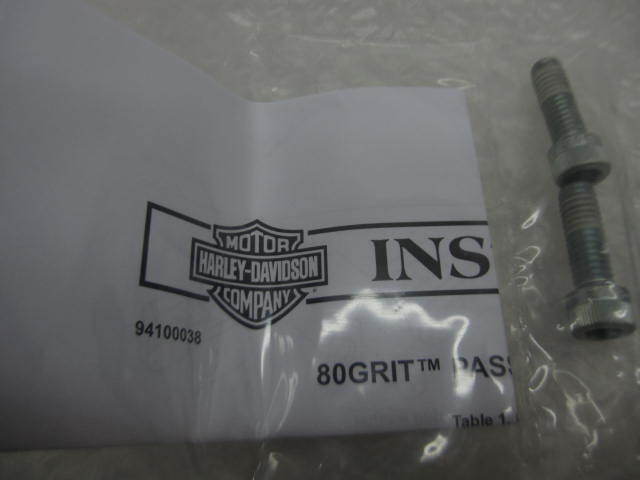 MOTOR
HARLEY-DAVIDSON
COMPANY
INS
94100038
80GRIT™ PASS
Table 1.